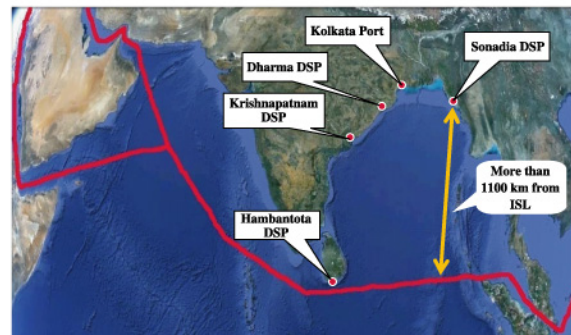 Kolkata Port
Dharma DSP
Sonadia DSP
Krishnapatnam
DSP
More than
1100 km from
ISL
Hambantota
DSP